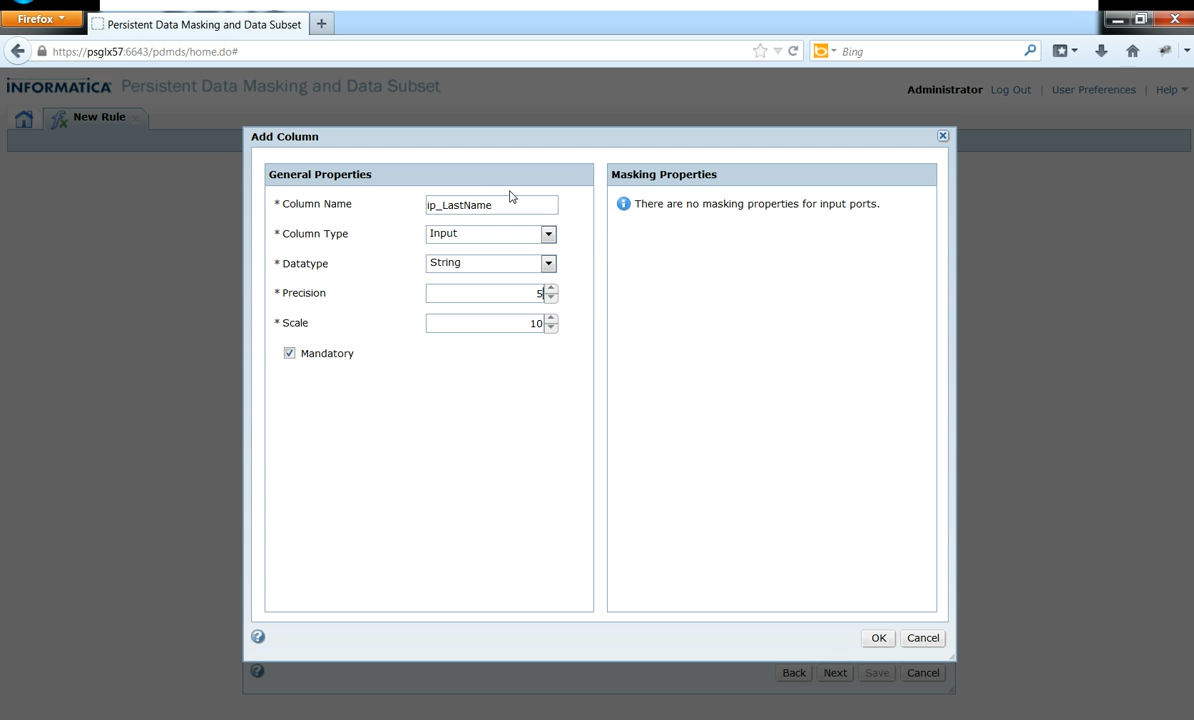 Firefox
Persistent Data Masking and Data Subset
https://psglx57:6643/pdmds/home.do#
Bing
INFORMATICA Persistent Data Masking and Data Subset
Administrator Log Out | User Preferences | Help
New Rule
Add Column
General Properties
* Column Name ip_LastName
* Column Type Input
* Datatype String
* Precision 5
* Scale 10
Mandatory
Masking Properties
There are no masking properties for input ports.
OK Cancel
Back Next Save Cancel